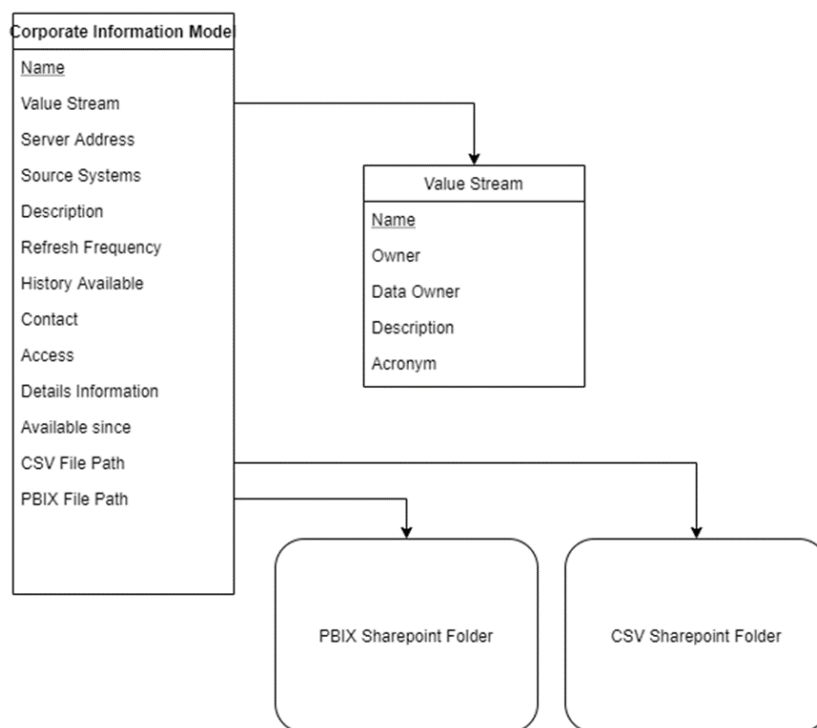 Corporate Information Model
Name
Value Stream
Server Address
Source Systems
Description
Refresh Frequency
History Available
Contact
Access
Details Information
Available since
CSV File Path
PBIX File Path
Value Stream
Name
Owner
Data Owner
Description
Acronym
PBIX Sharepoint Folder
CSV Sharepoint Folder